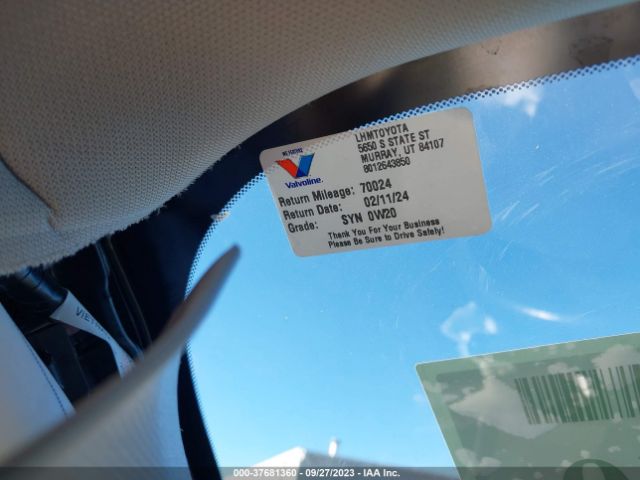 WE FEATURE
Valvoline
LHMTOYOTA
5650 S STATE ST
MURRAY, UT 84107
8012643850
Return Mileage: 70024
Return Date: 02/11/24
Grade: SYN 0W20
Thank You For Your Business
Please Be Sure to Drive Safely!
000-37681360 - 09/27/2023 - IAA Inc.